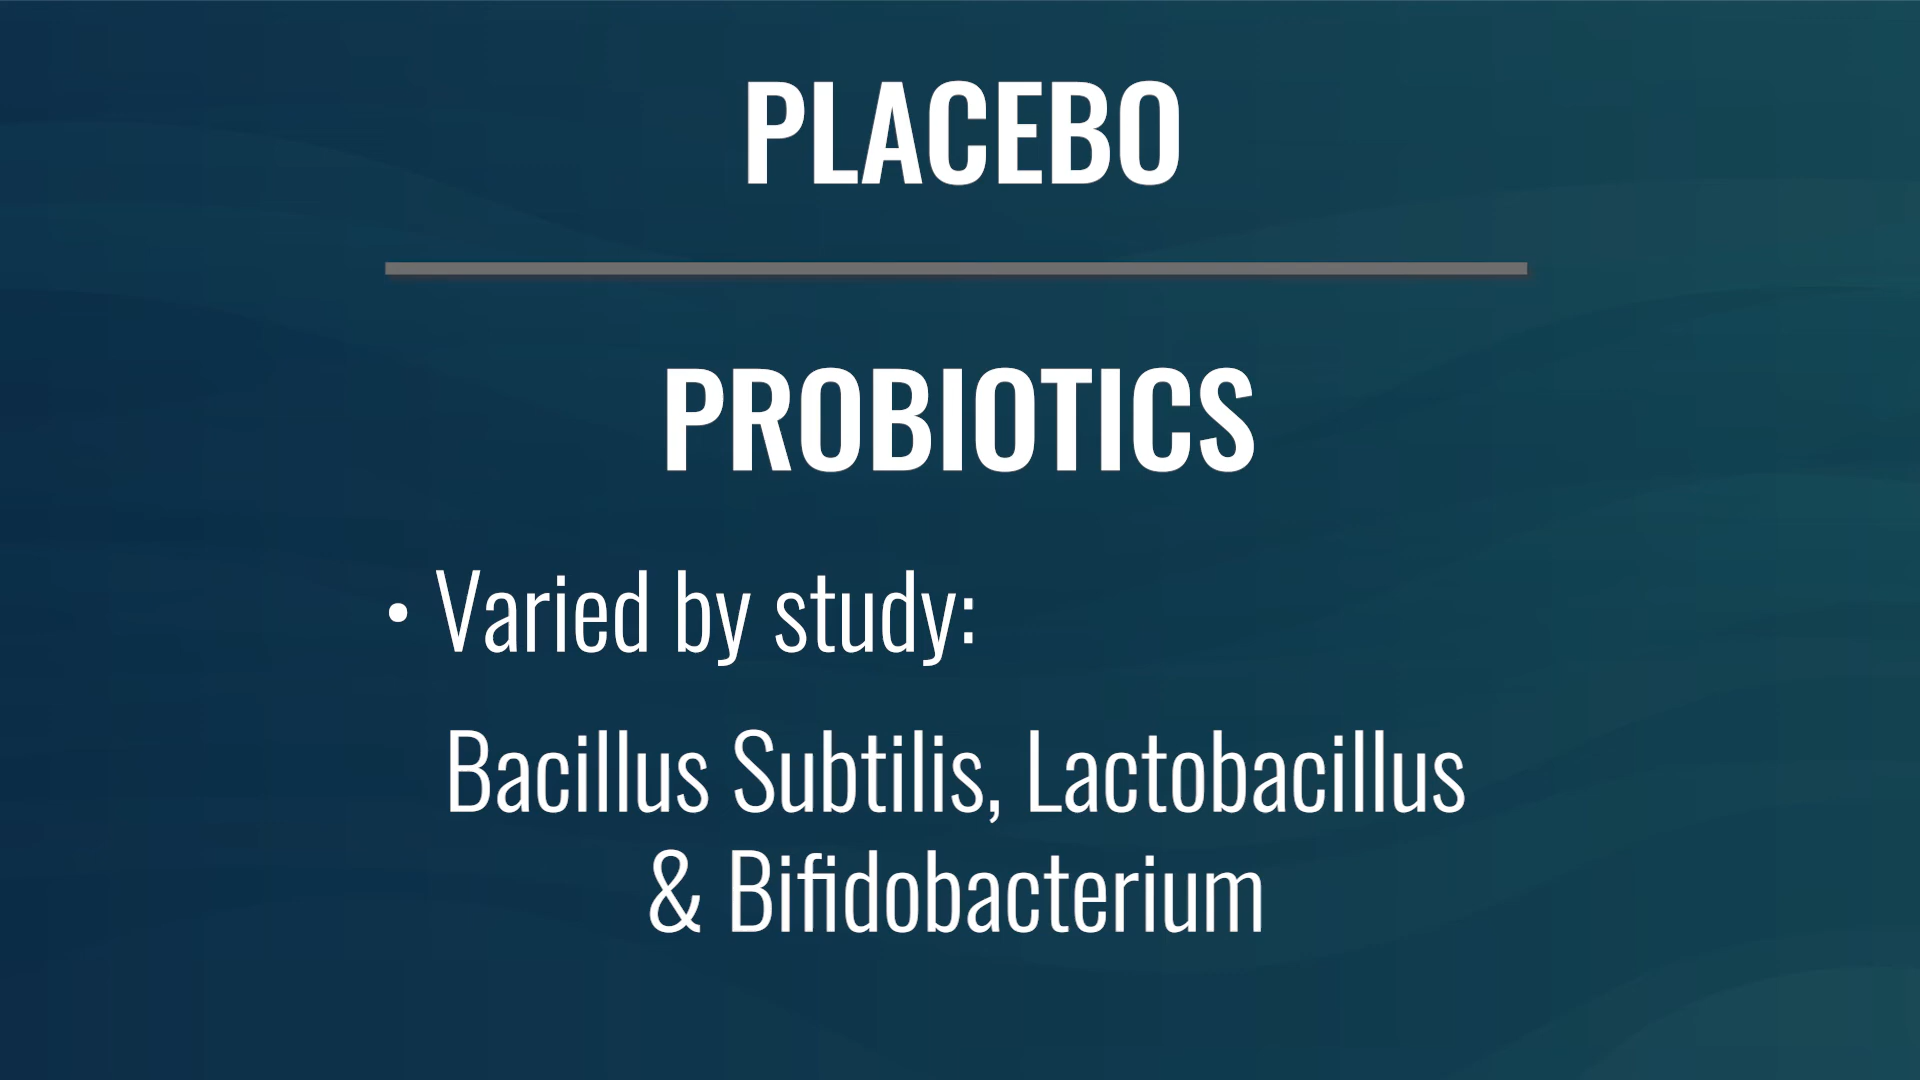 PLACEBO
PROBIOTICS
• Varied by study:
Bacillus Subtilis, Lactobacillus
& Bifidobacterium